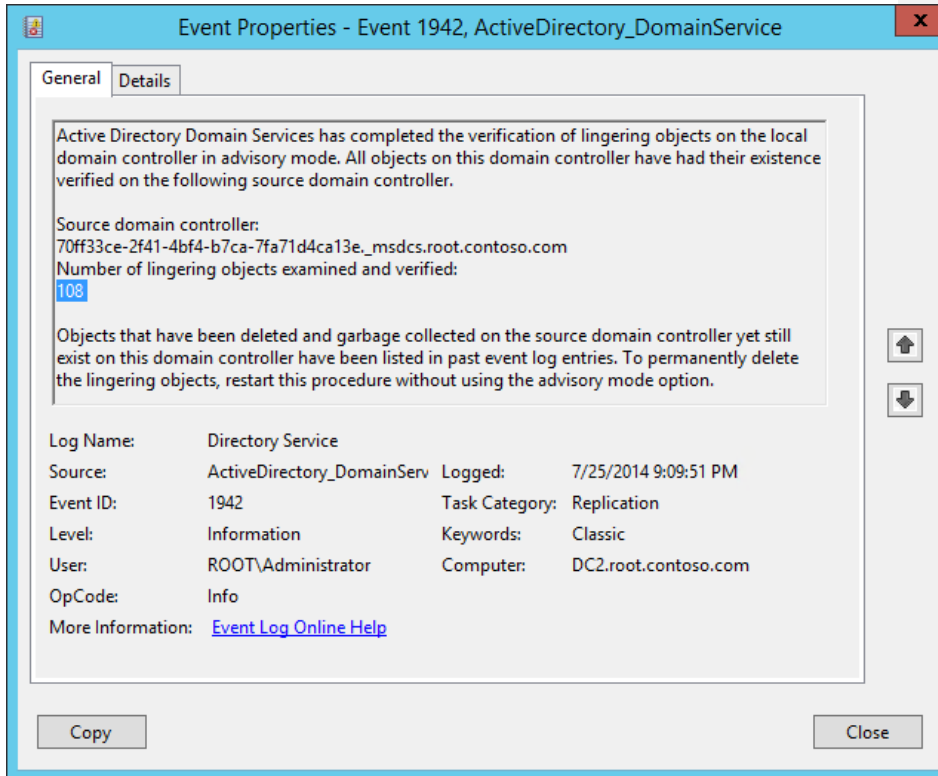 Event Properties - Event 1942, ActiveDirectory_DomainService
x
General Details
Active Directory Domain Services has completed the verification of lingering objects on the local
domain controller in advisory mode. All objects on this domain controller have had their existence
verified on the following source domain controller.
Source domain controller:
70ff33ce-2f41-4bf4-b7ca-7fa71d4ca13e._msdcs.root.contoso.com
Number of lingering objects examined and verified:
108
Objects that have been deleted and garbage collected on the source domain controller yet still
exist on this domain controller have been listed in past event log entries. To permanently delete
the lingering objects, restart this procedure without using the advisory mode option.
Log Name: Directory Service
Source: ActiveDirectory_DomainServ Logged: 7/25/2014 9:09:51 PM
Event ID: 1942 Task Category: Replication
Level: Information Keywords: Classic
User: ROOT\Administrator Computer: DC2.root.contoso.com
OpCode: Info
More Information: Event Log Online Help
Copy Close